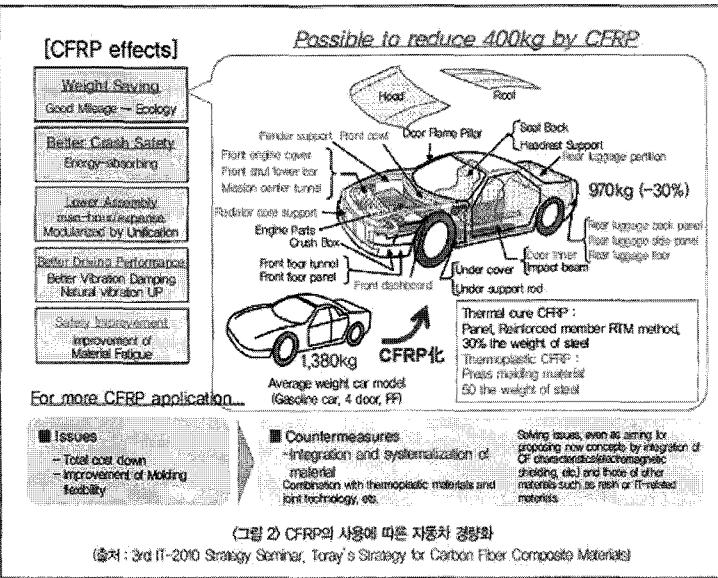 [CFRP effects]
Possible to reduce 400kg by CFRP
Weight Saving
Good Mileage – Ecology
Better Crash Safety
Energy-absorbing
Lower Assembly
man-hour/expense
Modularized by Unification
Better Driving Performance
Better Vibration Damping
Natural vibration UP
Safety Improvement
Improvement of
Material Fatigue
Hood
Roof
Fender support
Front cowl
Door Flame Pillar
Seat Back
Headrest Support
Rear luggage partition
Front engine cover
Front strut lower bar
Mission center tunnel
970kg (-30%)
Radiator core support
Engine Parts
Crush Box
Rear luggage back panel
Rear luggage side panel
Rear luggage floor
Front floor tunnel
Front floor panel
Front dashboard
Under cover
Under support rod
Door Inner
Impact beam
1,380kg
CFRP化
Average weight car model
(Gasoline car, 4 door, FF)
Thermal cure CFRP :
Panel, Reinforced member RTM method,
30% the weight of steel
Thermoplastic CFRP :
Press molding material
50 the weight of steel
For more CFRP application...
■ Issues
– Total cost down
– Improvement of Molding
flexibility
■ Countermeasures
–Integration and systemalization of
material
Combination with thermoplastic materials and
joint technology, etc.
Solving issues, even as aiming for
proposing new concepts by integration of
CF characteristics(electromagnetic
shielding, etc) and those of other
materials such as resin or IT-related
materials
〈그림 2〉 CFRP의 사용에 따른 자동차 경량화
(출처 : 3rd IT-2010 Strategy Seminar, Toray's Strategy for Carbon Fiber Composite Materials)